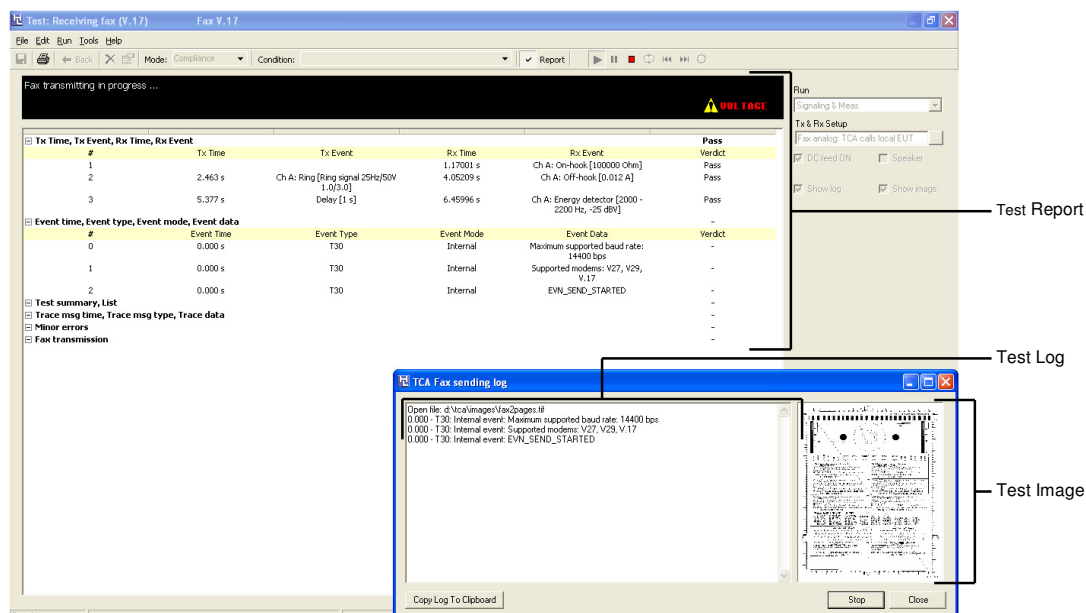 Test: Receiving fax (V.17) Fax V.17
File Edit Run Tools Help
Back Mode: Compliance Condition: Report
Fax transmitting in progress ...
VOLTAGE
Run
Signaling & Meas.
Tx & Rx Setup
Fax analog: TCA calls local EUT
DC feed ON Speaker
Show log Show image
Tx Time, Tx Event, Rx Time, Rx Event Pass
# Tx Time Tx Event Rx Time Rx Event Verdict
1 1.17001 s Ch A: On-hook [100000 Ohm] Pass
2 2.463 s Ch A: Ring [Ring signal 25Hz/50V 4.05209 s Ch A: Off-hook [0.012 A] Pass
1.0/3.0]
3 5.377 s Delay [1 s] 6.45996 s Ch A: Energy detector [2000 - Pass
2200 Hz, -25 dBV]
Event time, Event type, Event mode, Event data -
# Event Time Event Type Event Mode Event Data Verdict
0 0.000 s T30 Internal Maximum supported baud rate: -
14400 bps
1 0.000 s T30 Internal Supported modems: V27, V29, -
V.17
2 0.000 s T30 Internal EVN_SEND_STARTED -
Test summary, List -
Trace msg time, Trace msg type, Trace data -
Minor errors -
Fax transmission -
Test Report
Test Log
TCA Fax sending log
Open file: d:\tca\images\fax2pages.tif
0.000 - T30: Internal event: Maximum supported baud rate: 14400 bps
0.000 - T30: Internal event: Supported modems: V27, V29, V.17
0.000 - T30: Internal event: EVN_SEND_STARTED
Test Image
Copy Log To Clipboard Stop Close